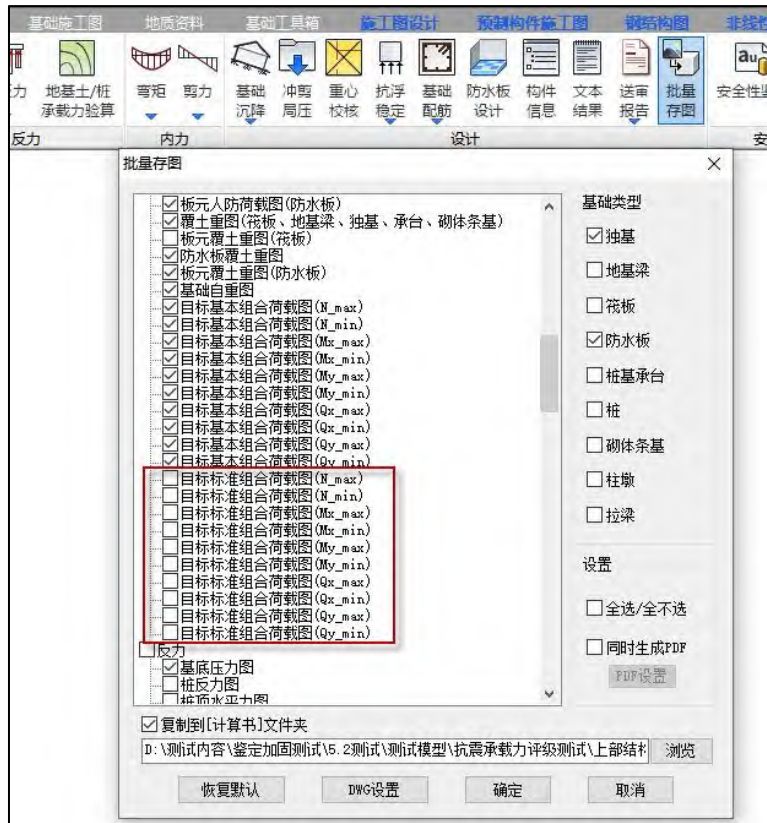 基础施工图 地质资料 基础工具箱 施工图设计 预制构件施工图 钢结构图 非线性
力 地基土/桩 承载力验算 弯矩 剪力 基础 沉降 冲剪 局压 重心 校核 抗浮 稳定 基础 配筋 防水板 设计 构件 信息 文本 结果 送审 报告 批量 存图 安全性
反力 内力 设计 安
批量存图
板元人防荷载图(防水板)
覆土重图(筏板、地基梁、独基、承台、砌体条基)
板元覆土重图(筏板)
防水板覆土重图
板元覆土重图(防水板)
基础自重图
目标基本组合荷载图(N_max)
目标基本组合荷载图(N_min)
目标基本组合荷载图(Mx_max)
目标基本组合荷载图(Mx_min)
目标基本组合荷载图(My_max)
目标基本组合荷载图(My_min)
目标基本组合荷载图(Qx_max)
目标基本组合荷载图(Qx_min)
目标基本组合荷载图(Qy_max)
目标基本组合荷载图(Qy_min)
目标标准组合荷载图(N_max)
目标标准组合荷载图(N_min)
目标标准组合荷载图(Mx_max)
目标标准组合荷载图(Mx_min)
目标标准组合荷载图(My_max)
目标标准组合荷载图(My_min)
目标标准组合荷载图(Qx_max)
目标标准组合荷载图(Qx_min)
目标标准组合荷载图(Qy_max)
目标标准组合荷载图(Qy_min)
反力
基底压力图
桩反力图
桩顶水平力图
基础类型
独基
地基梁
筏板
防水板
桩基承台
桩
砌体条基
柱墩
拉梁
设置
全选/全不选
同时生成PDF
PDF设置
复制到[计算书]文件夹
D:\测试内容\鉴定加固测试\5.2测试\测试模型\抗震承载力评级测试\上部结构 浏览
恢复默认 DWG设置 确定 取消